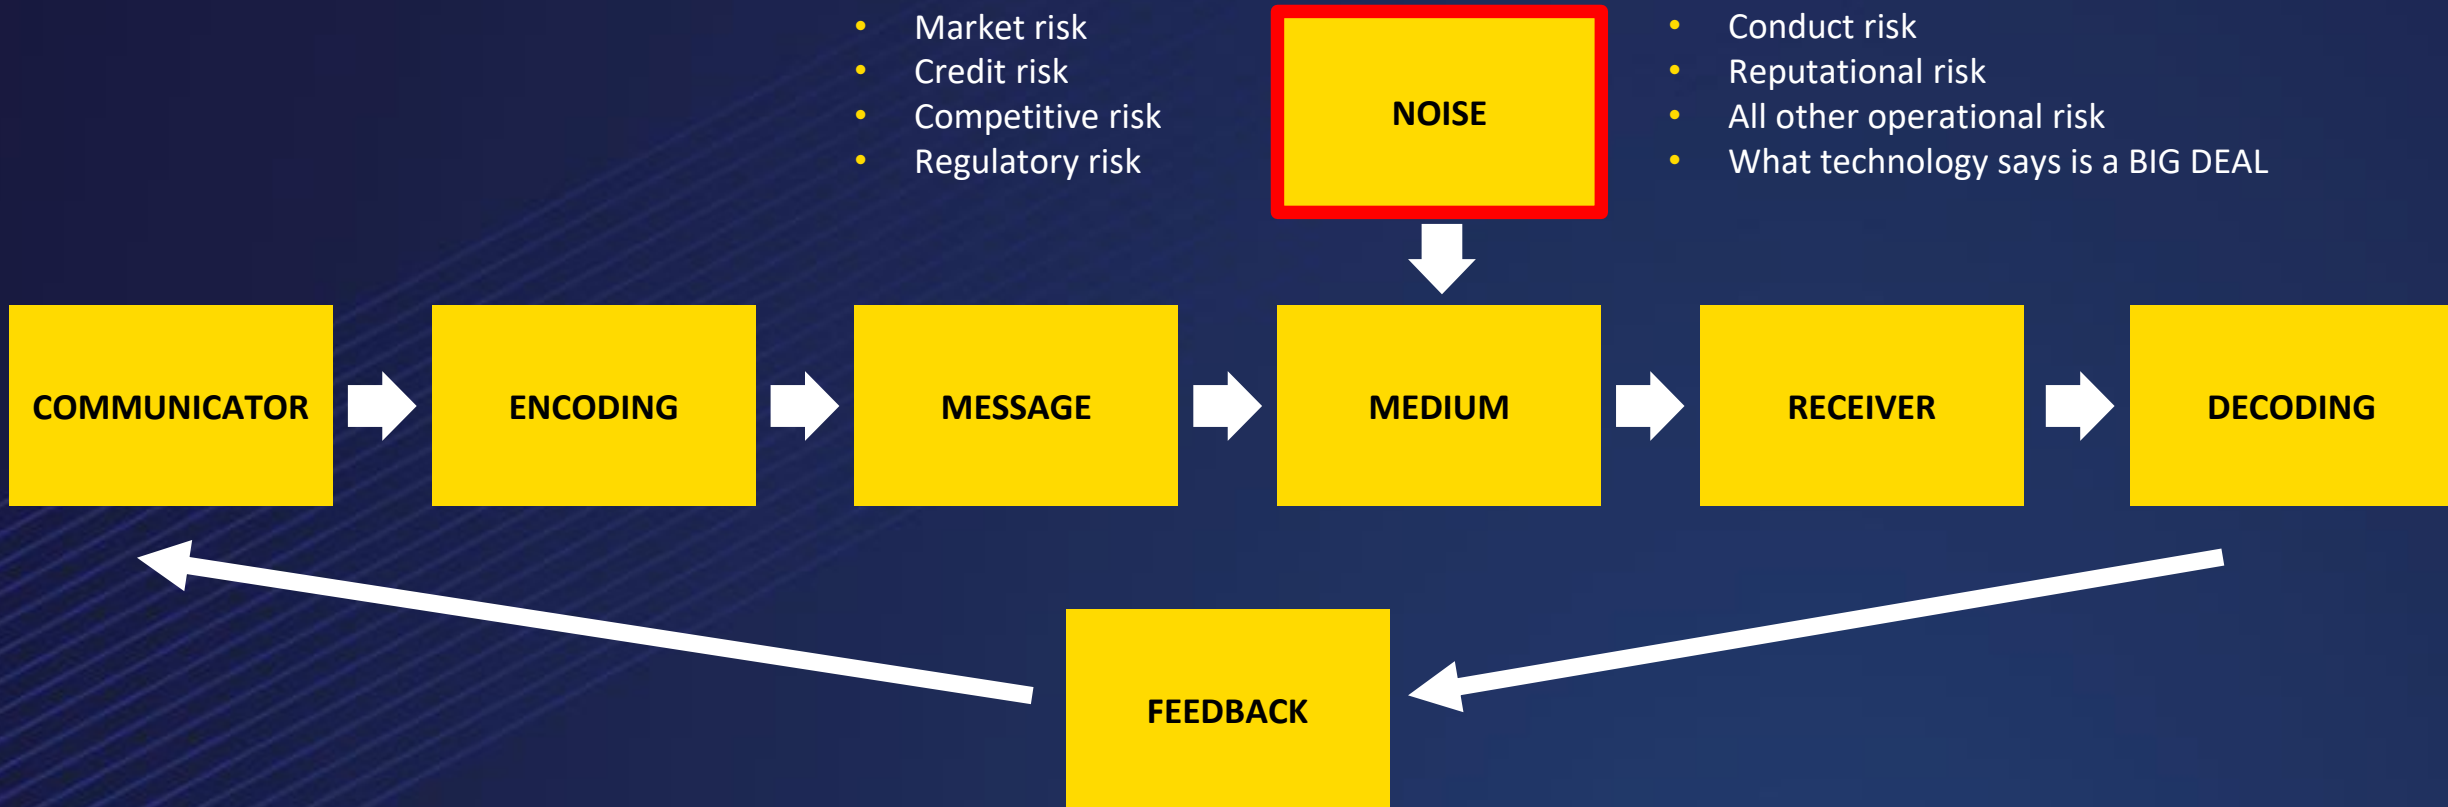 • Market risk
• Credit risk
• Competitive risk
• Regulatory risk
NOISE
• Conduct risk
• Reputational risk
• All other operational risk
• What technology says is a BIG DEAL
COMMUNICATOR
ENCODING
MESSAGE
MEDIUM
RECEIVER
DECODING
FEEDBACK